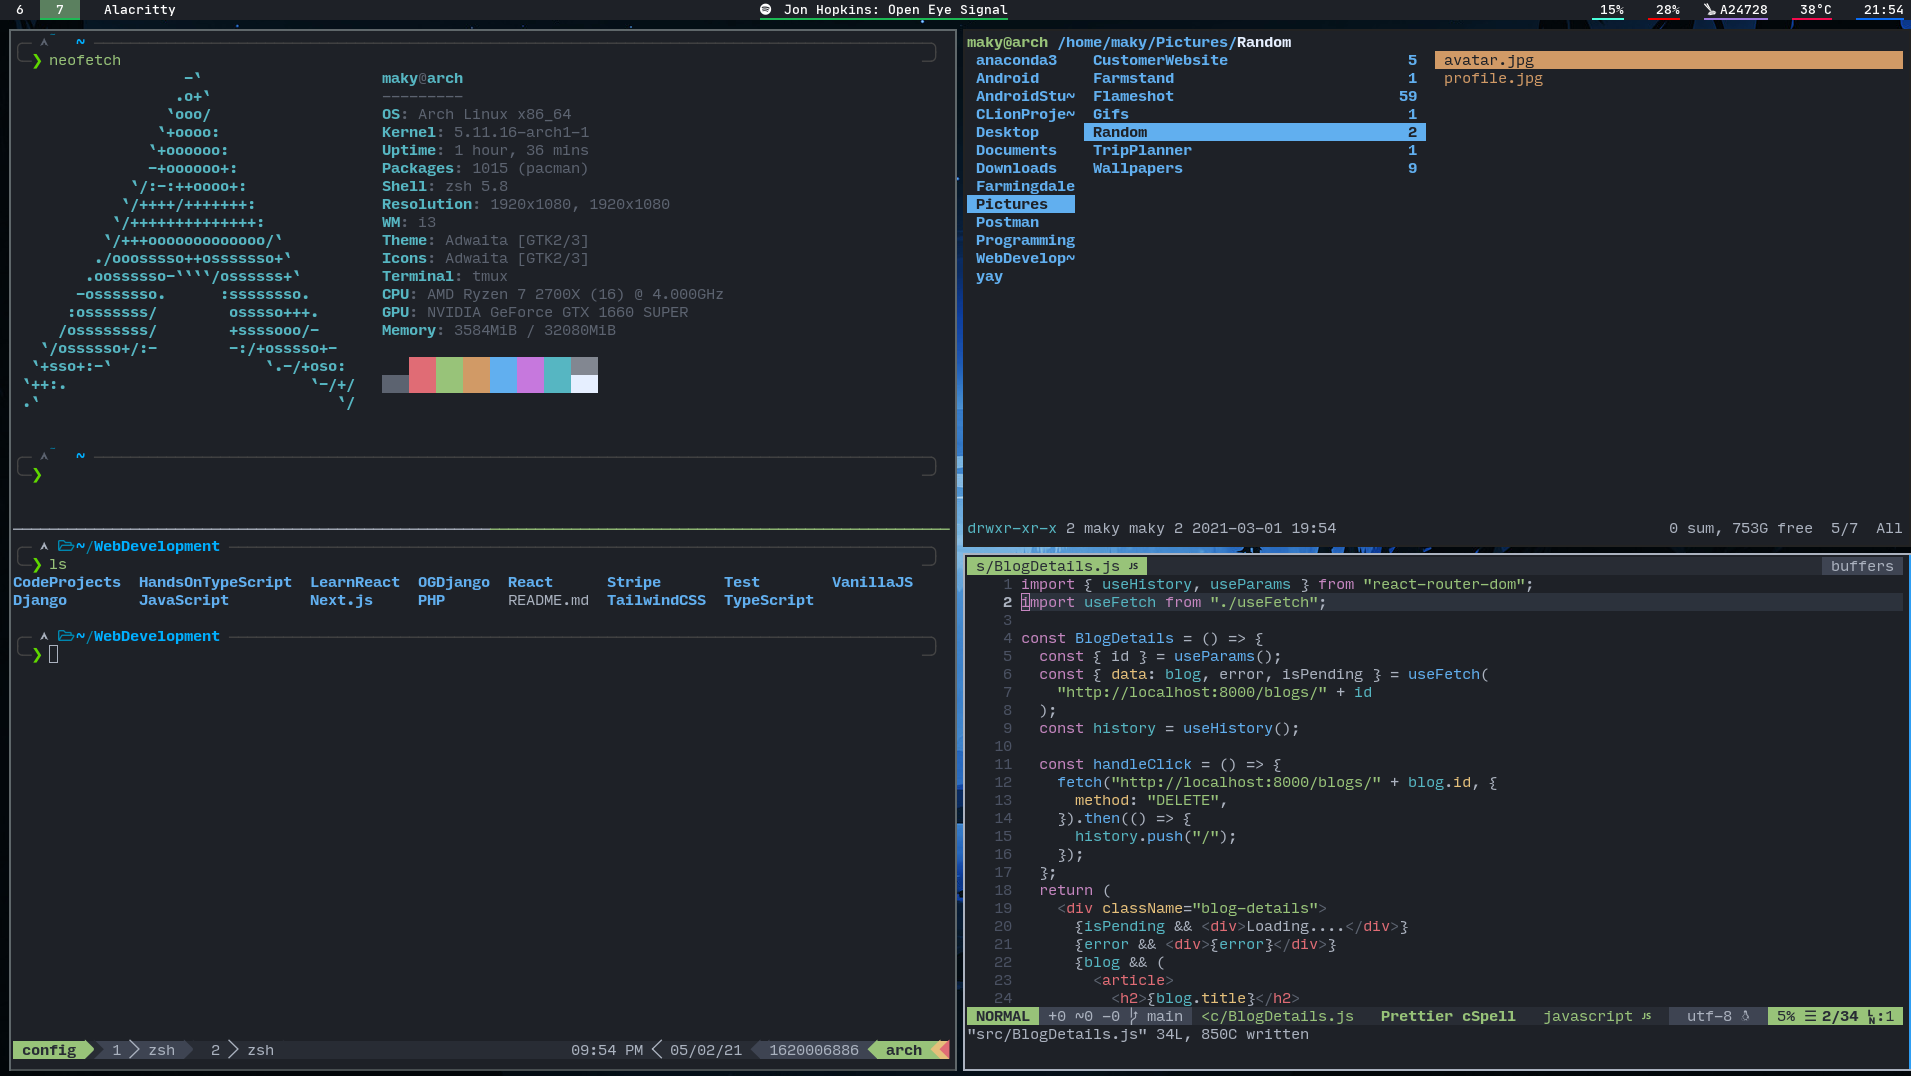 6 7 Alacritty Jon Hopkins: Open Eye Signal 15% 28% A24728 38°C 21:54
~
❯ neofetch
-`
.o+`
`ooo/
`+oooo:
`+oooooo:
-+oooooo+:
`/:-:++oooo+:
`/++++/+++++++:
`/++++++++++++++:
`/+++ooooooooooooo/`
./ooosssso++osssssso+`
.oossssso-````/ossssss+`
-osssssso. :ssssssso.
:osssssss/ osssso+++.
/ossssssss/ +ssssooo/-
`/ossssso+/:- -:/+osssso+-
`+sso+:-` `.-/+oso:
`++:. `-/+/
.` `/
maky@arch
---------
OS: Arch Linux x86_64
Kernel: 5.11.16-arch1-1
Uptime: 1 hour, 36 mins
Packages: 1015 (pacman)
Shell: zsh 5.8
Resolution: 1920x1080, 1920x1080
WM: i3
Theme: Adwaita [GTK2/3]
Icons: Adwaita [GTK2/3]
Terminal: tmux
CPU: AMD Ryzen 7 2700X (16) @ 4.000GHz
GPU: NVIDIA GeForce GTX 1660 SUPER
Memory: 3584MiB / 32080MiB
~
❯
~/WebDevelopment
❯ ls
CodeProjects HandsOnTypeScript LearnReact OGDjango React Stripe Test VanillaJS
Django JavaScript Next.js PHP README.md TailwindCSS TypeScript
~/WebDevelopment
❯
config 1 zsh 2 zsh 09:54 PM 05/02/21 1620006886 arch
maky@arch /home/maky/Pictures/Random
anaconda3 CustomerWebsite 5 avatar.jpg
Android Farmstand 1 profile.jpg
AndroidStu~ Flameshot 59
CLionProje~ Gifs 1
Desktop Random 2
Documents TripPlanner 1
Downloads Wallpapers 9
Farmingdale
Pictures
Postman
Programming
WebDevelop~
yay
drwxr-xr-x 2 maky maky 2 2021-03-01 19:54 0 sum, 753G free 5/7 All
s/BlogDetails.js JS buffers
1 import { useHistory, useParams } from "react-router-dom";
2 import useFetch from "./useFetch";
3
4 const BlogDetails = () => {
5 const { id } = useParams();
6 const { data: blog, error, isPending } = useFetch(
7 "http://localhost:8000/blogs/" + id
8 );
9 const history = useHistory();
10
11 const handleClick = () => {
12 fetch("http://localhost:8000/blogs/" + blog.id, {
13 method: "DELETE",
14 }).then(() => {
15 history.push("/");
16 });
17 };
18 return (
19 <div className="blog-details">
20 {isPending && <div>Loading....</div>}
21 {error && <div>{error}</div>}
22 {blog && (
23 <article>
24 <h2>{blog.title}</h2>
NORMAL +0 ~0 -0 main <c/BlogDetails.js Prettier cSpell javascript JS utf-8 5% ☰ 2/34 LN:1
"src/BlogDetails.js" 34L, 850C written